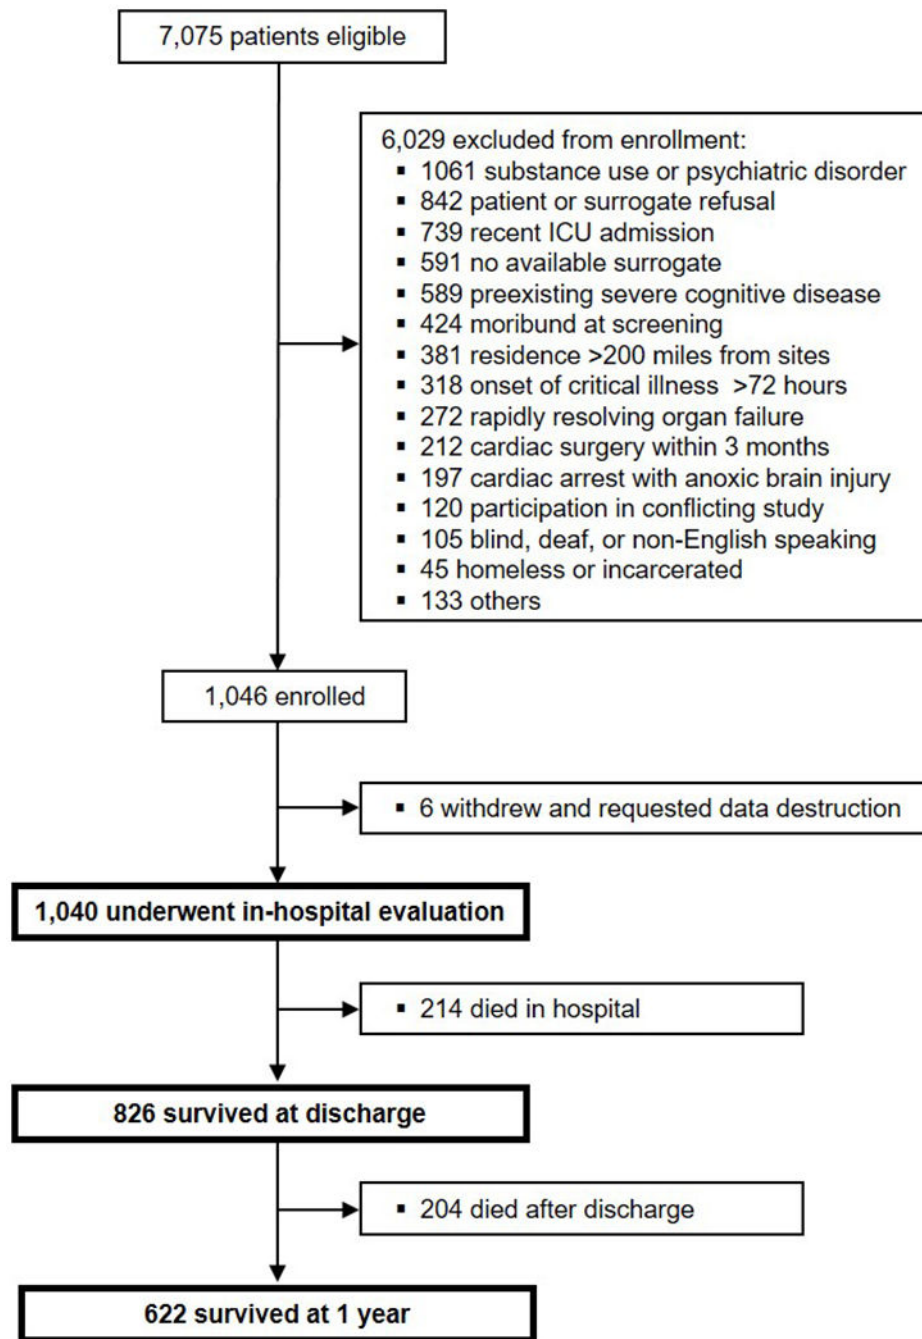 7,075 patients eligible
6,029 excluded from enrollment:
▪ 1061 substance use or psychiatric disorder
▪ 842 patient or surrogate refusal
▪ 739 recent ICU admission
▪ 591 no available surrogate
▪ 589 preexisting severe cognitive disease
▪ 424 moribund at screening
▪ 381 residence >200 miles from sites
▪ 318 onset of critical illness >72 hours
▪ 272 rapidly resolving organ failure
▪ 212 cardiac surgery within 3 months
▪ 197 cardiac arrest with anoxic brain injury
▪ 120 participation in conflicting study
▪ 105 blind, deaf, or non-English speaking
▪ 45 homeless or incarcerated
▪ 133 others
1,046 enrolled
▪ 6 withdrew and requested data destruction
1,040 underwent in-hospital evaluation
▪ 214 died in hospital
826 survived at discharge
▪ 204 died after discharge
622 survived at 1 year